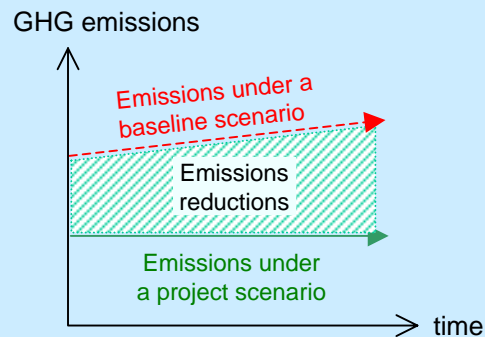 GHG emissions
Emissions under a
baseline scenario
Emissions
reductions
Emissions under
a project scenario
time